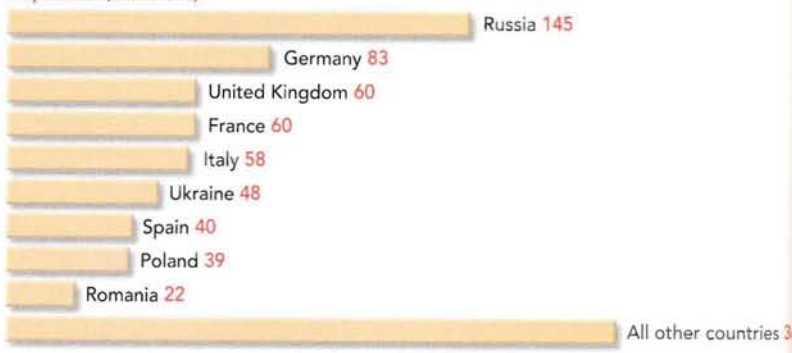 Russia 145
Germany 83
United Kingdom 60
France 60
Italy 58
Ukraine 48
Spain 40
Poland 39
Romania 22
All other countries